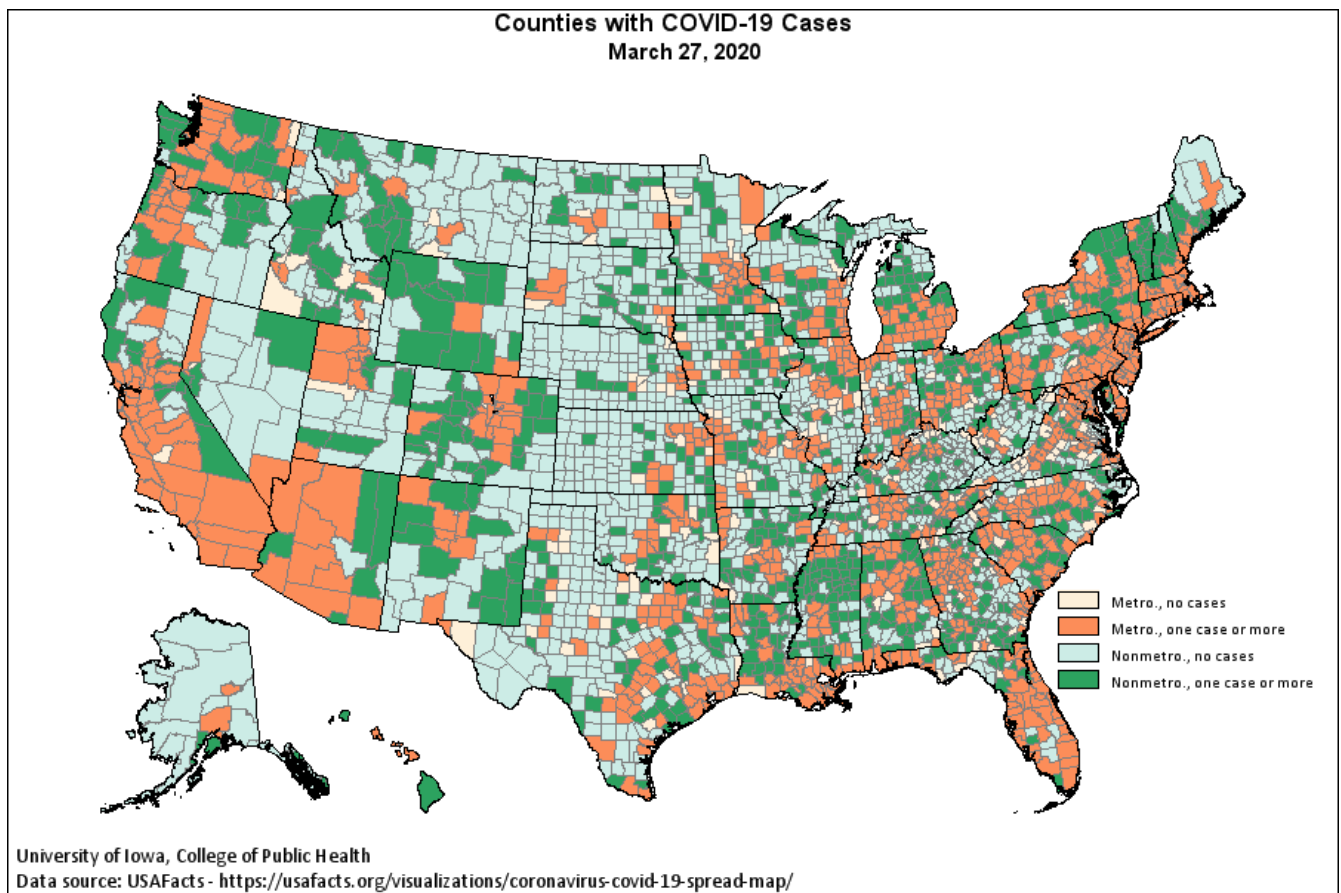 Counties with COVID-19 Cases
March 27, 2020
Metro., no cases
Metro., one case or more
Nonmetro., no cases
Nonmetro., one case or more
University of Iowa, College of Public Health
Data source: USAFacts - https://usafacts.org/visualizations/coronavirus-covid-19-spread-map/